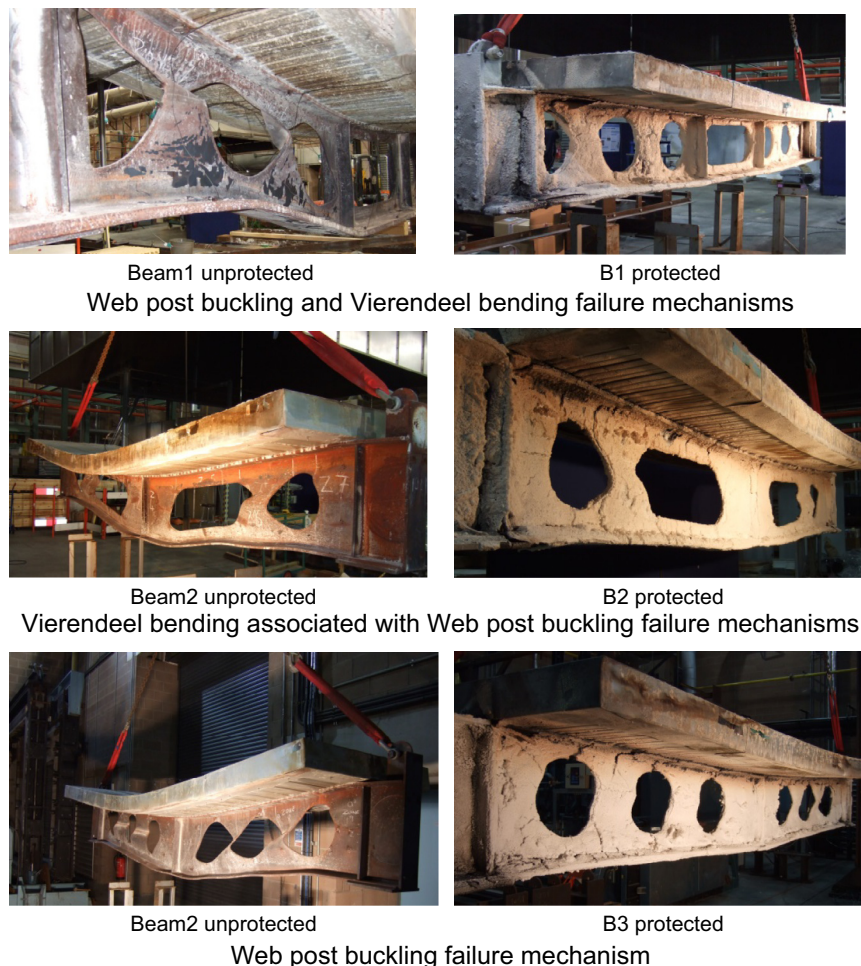 Beam1 unprotected
B1 protected
Web post buckling and Vierendeel bending failure mechanisms
27
Beam2 unprotected
B2 protected
Vierendeel bending associated with Web post buckling failure mechanisms
Beam2 unprotected
B3 protected
Web post buckling failure mechanism